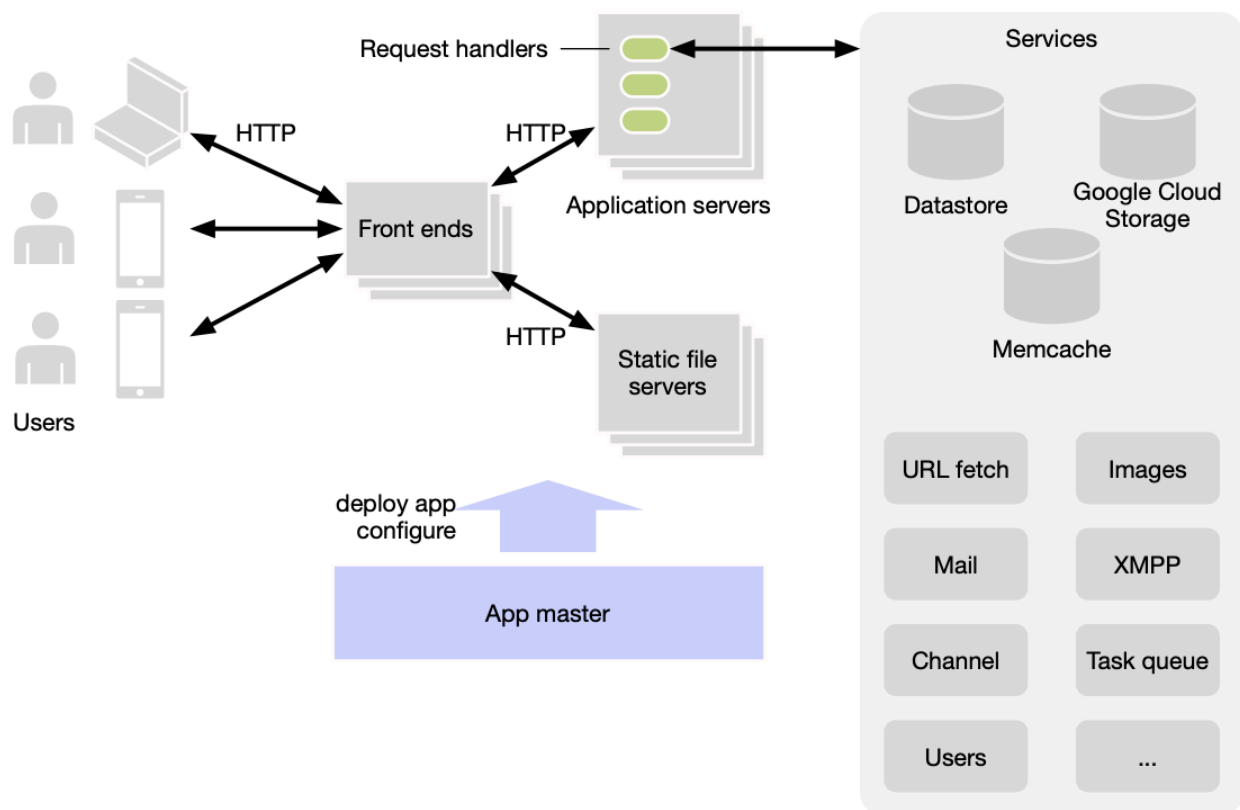 Request handlers
Services
HTTP
HTTP
Datastore
Google Cloud
Storage
Application servers
Front ends
Memcache
HTTP
Static file
servers
Users
URL fetch
Images
deploy app
configure
Mail
XMPP
App master
Channel
Task queue
Users
...